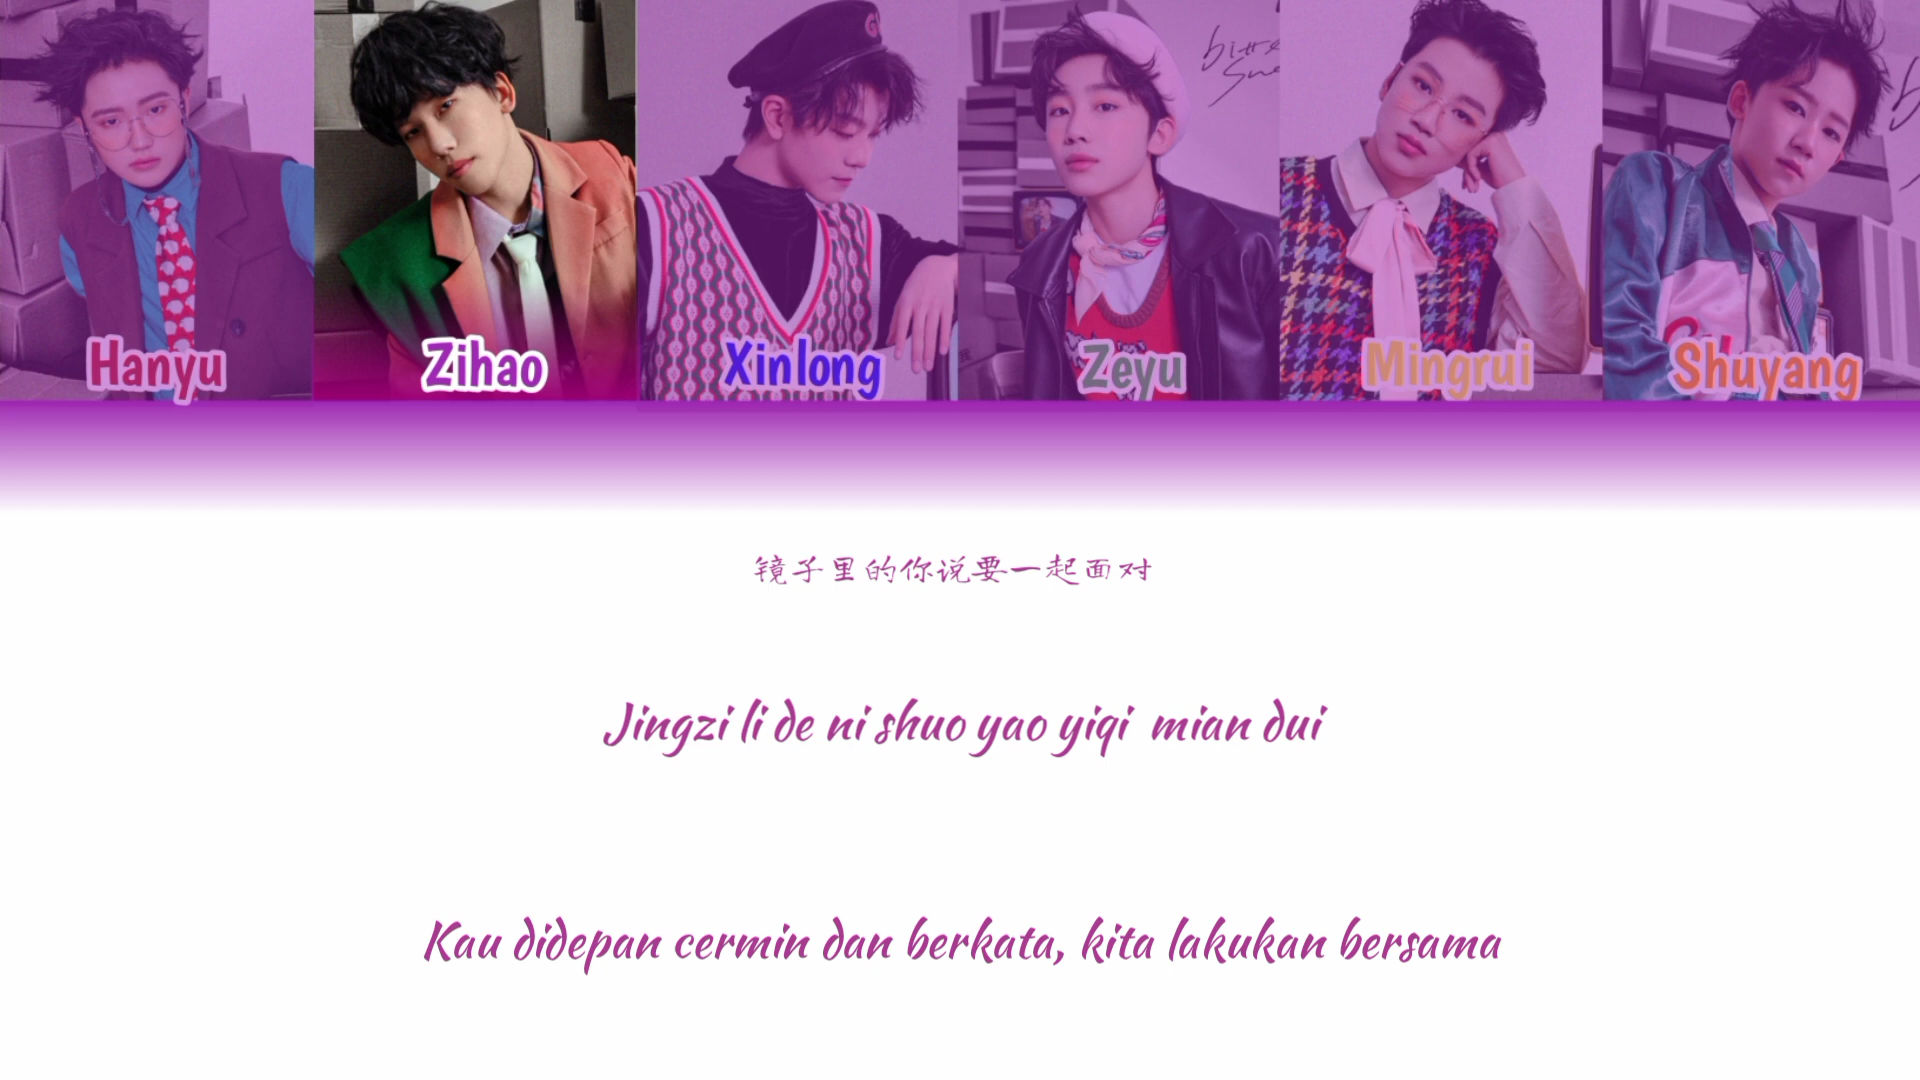 Hanyu
Zihao
Xinlong
Zeyu
Mingrui
Shuyang
镜子里的你说要一起面对
Jingzi li de ni shuo yao yiqi mian dui
Kau didepan cermin dan berkata, kita lakukan bersama